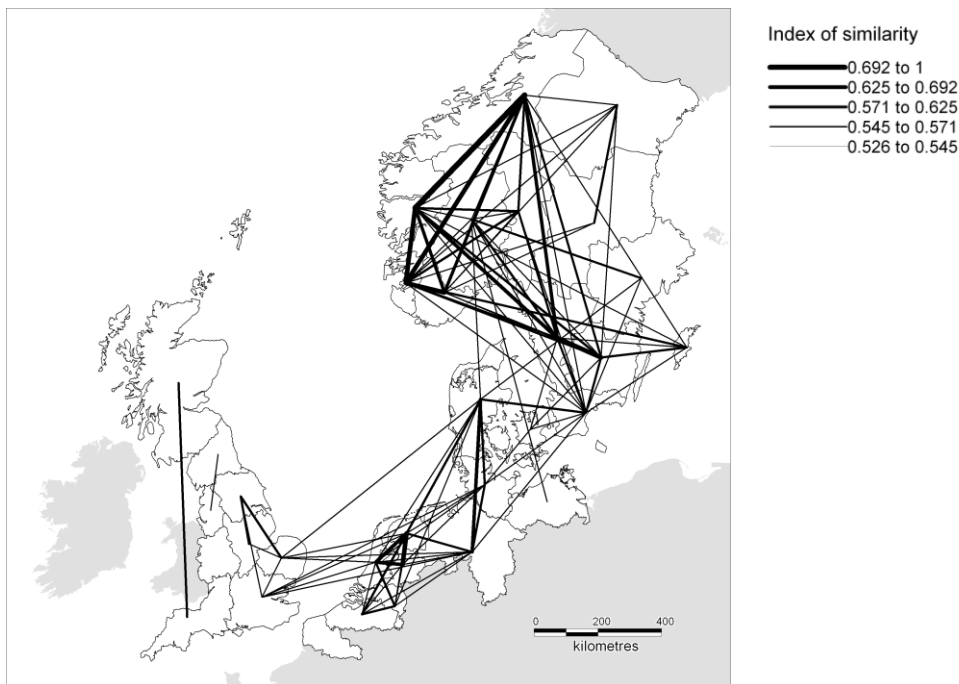 Index of similarity
0.692 to 1
0.625 to 0.692
0.571 to 0.625
0.545 to 0.571
0.526 to 0.545
0 200 400
kilometres